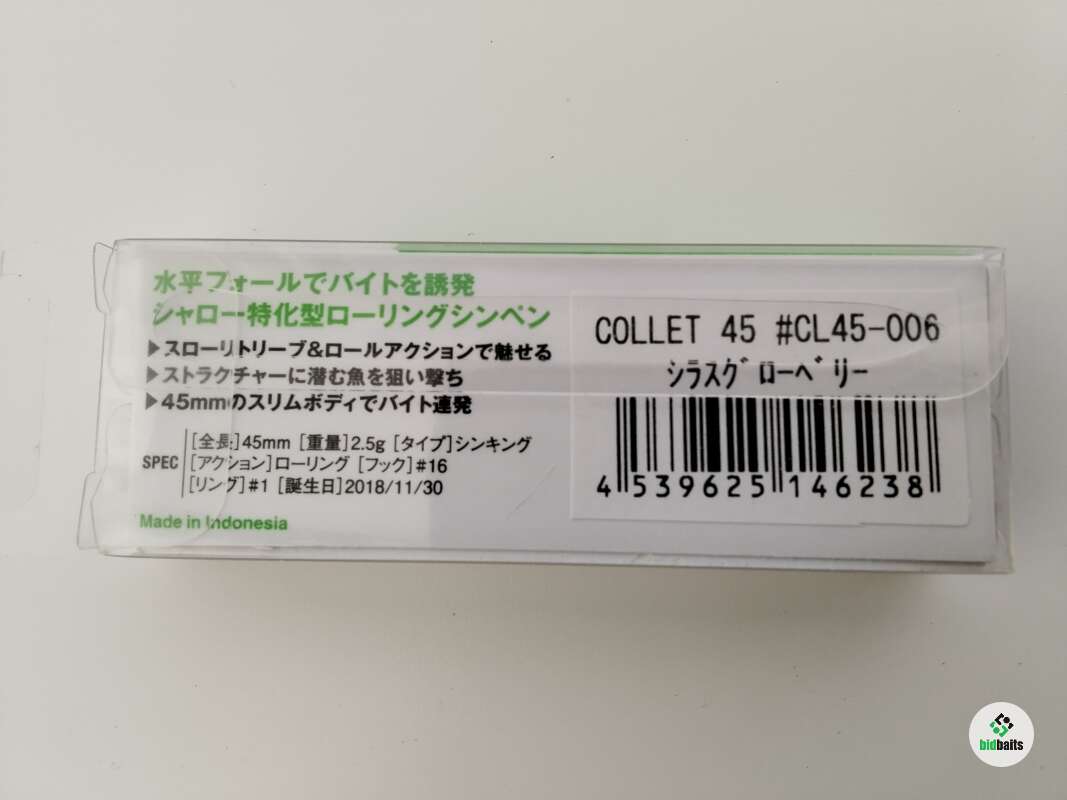 水平フォールでバイトを誘発
シャロー特化型ローリングシンペン
▶スローリトリーブ&ロールアクションで魅せる
▶ストラクチャーに潜む魚を狙い撃ち
▶45mmのスリムボディでバイト連発
SPEC
[全長]45mm [重量]2.5g [タイプ]シンキング
[アクション]ローリング [フック]#16
[リング]#1 [誕生日]2018/11/30
Made in Indonesia
COLLET 45 #CL45-006
シラスグローベリー
4 539625 146238
bidbaits